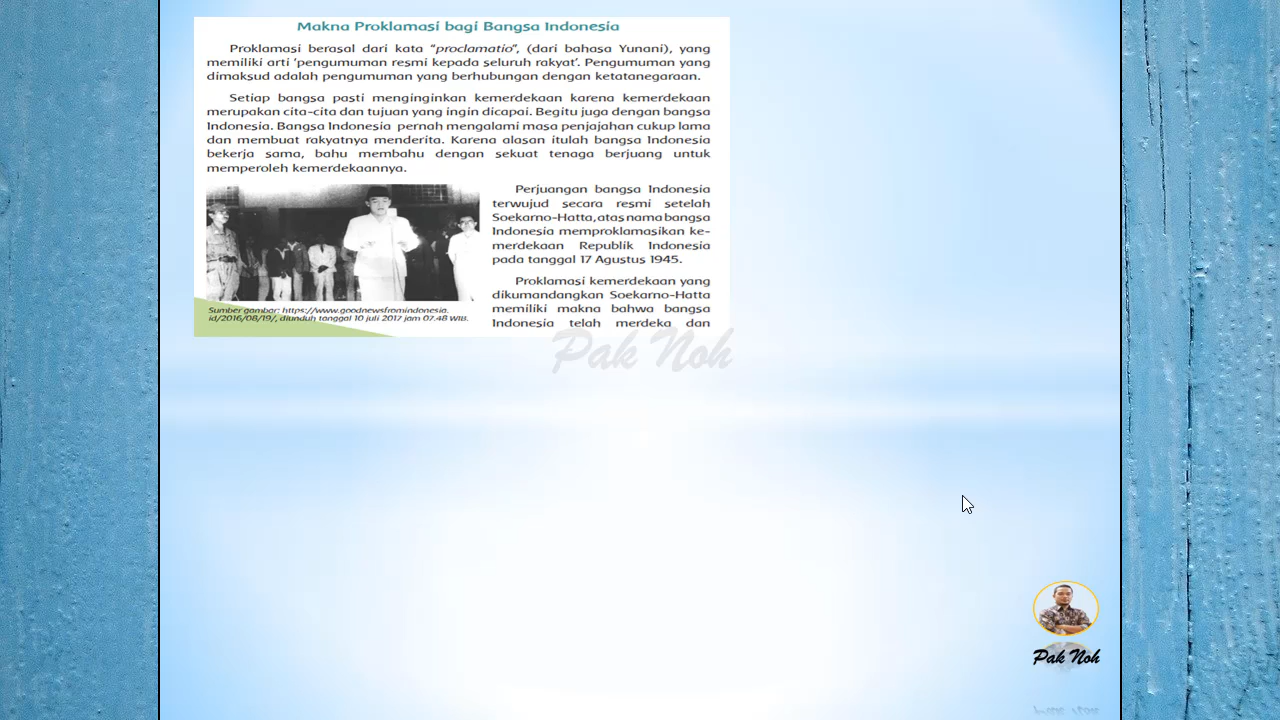 Makna Proklamasi bagi Bangsa Indonesia
Proklamasi berasal dari kata “proclamatio”, (dari bahasa Yunani), yang
memiliki arti ‘pengumuman resmi kepada seluruh rakyat’. Pengumuman yang
dimaksud adalah pengumuman yang berhubungan dengan ketatanegaraan.
Setiap bangsa pasti menginginkan kemerdekaan karena kemerdekaan
merupakan cita-cita dan tujuan yang ingin dicapai. Begitu juga dengan bangsa
Indonesia. Bangsa Indonesia pernah mengalami masa penjajahan cukup lama
dan membuat rakyatnya menderita. Karena alasan itulah bangsa Indonesia
bekerja sama, bahu membahu dengan sekuat tenaga berjuang untuk
memperoleh kemerdekaannya.
Perjuangan bangsa Indonesia
terwujud secara resmi setelah
Soekarno-Hatta, atas nama bangsa
Indonesia memproklamasikan ke-
merdekaan Republik Indonesia
pada tanggal 17 Agustus 1945.
Proklamasi kemerdekaan yang
dikumandangkan Soekarno-Hatta
memiliki makna bahwa bangsa
Indonesia telah merdeka dan
Sumber gambar: https://www.goodnewsfromindonesia.
id/2016/08/19/, diunduh tanggal 10 juli 2017 jam 07.48 WIB.
Pak Noh
Pak Noh